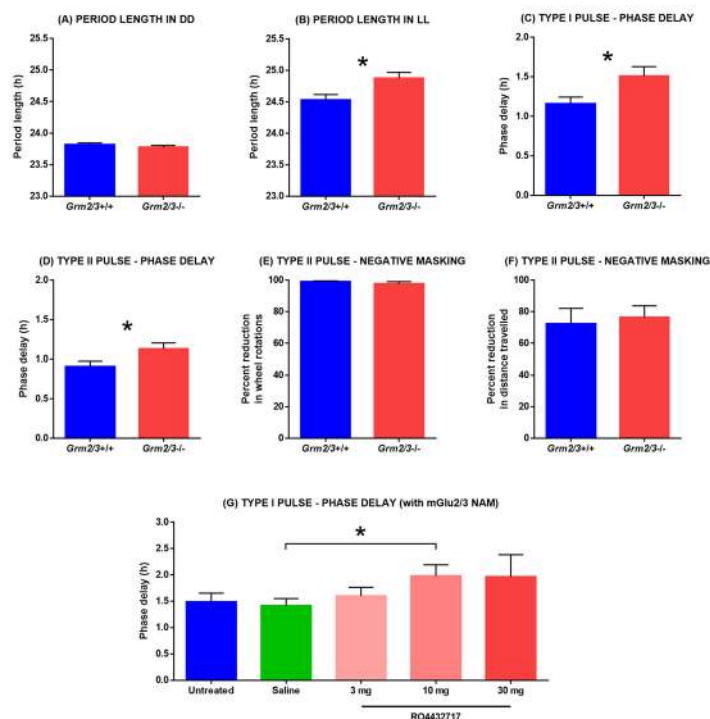 (A) PERIOD LENGTH IN DD
(B) PERIOD LENGTH IN LL
(C) TYPE I PULSE - PHASE DELAY
Period length (h)
25.5
25.0
24.5
24.0
23.5
23.0
Grm2/3+/+ Grm2/3-/-
Period length (h)
25.5
25.0
24.5
24.0
23.5
23.0
*
Grm2/3+/+ Grm2/3-/-
Phase delay (h)
2.0
1.5
1.0
0.5
0.0
*
Grm2/3+/+ Grm2/3-/-
(D) TYPE II PULSE - PHASE DELAY
(E) TYPE II PULSE - NEGATIVE MASKING
(F) TYPE II PULSE - NEGATIVE MASKING
Phase delay (h)
2.0
1.5
1.0
0.5
0.0
*
Grm2/3+/+ Grm2/3-/-
Percent reduction
in wheel rotations
100
80
60
40
20
0
Grm2/3+/+ Grm2/3-/-
Percent reduction
in distance travelled
100
80
60
40
20
0
Grm2/3+/+ Grm2/3-/-
(G) TYPE I PULSE - PHASE DELAY (with mGlu2/3 NAM)
Phase delay (h)
3.0
2.5
2.0
1.5
1.0
0.5
0.0
*
Untreated Saline 3 mg 10 mg 30 mg
RO4432717